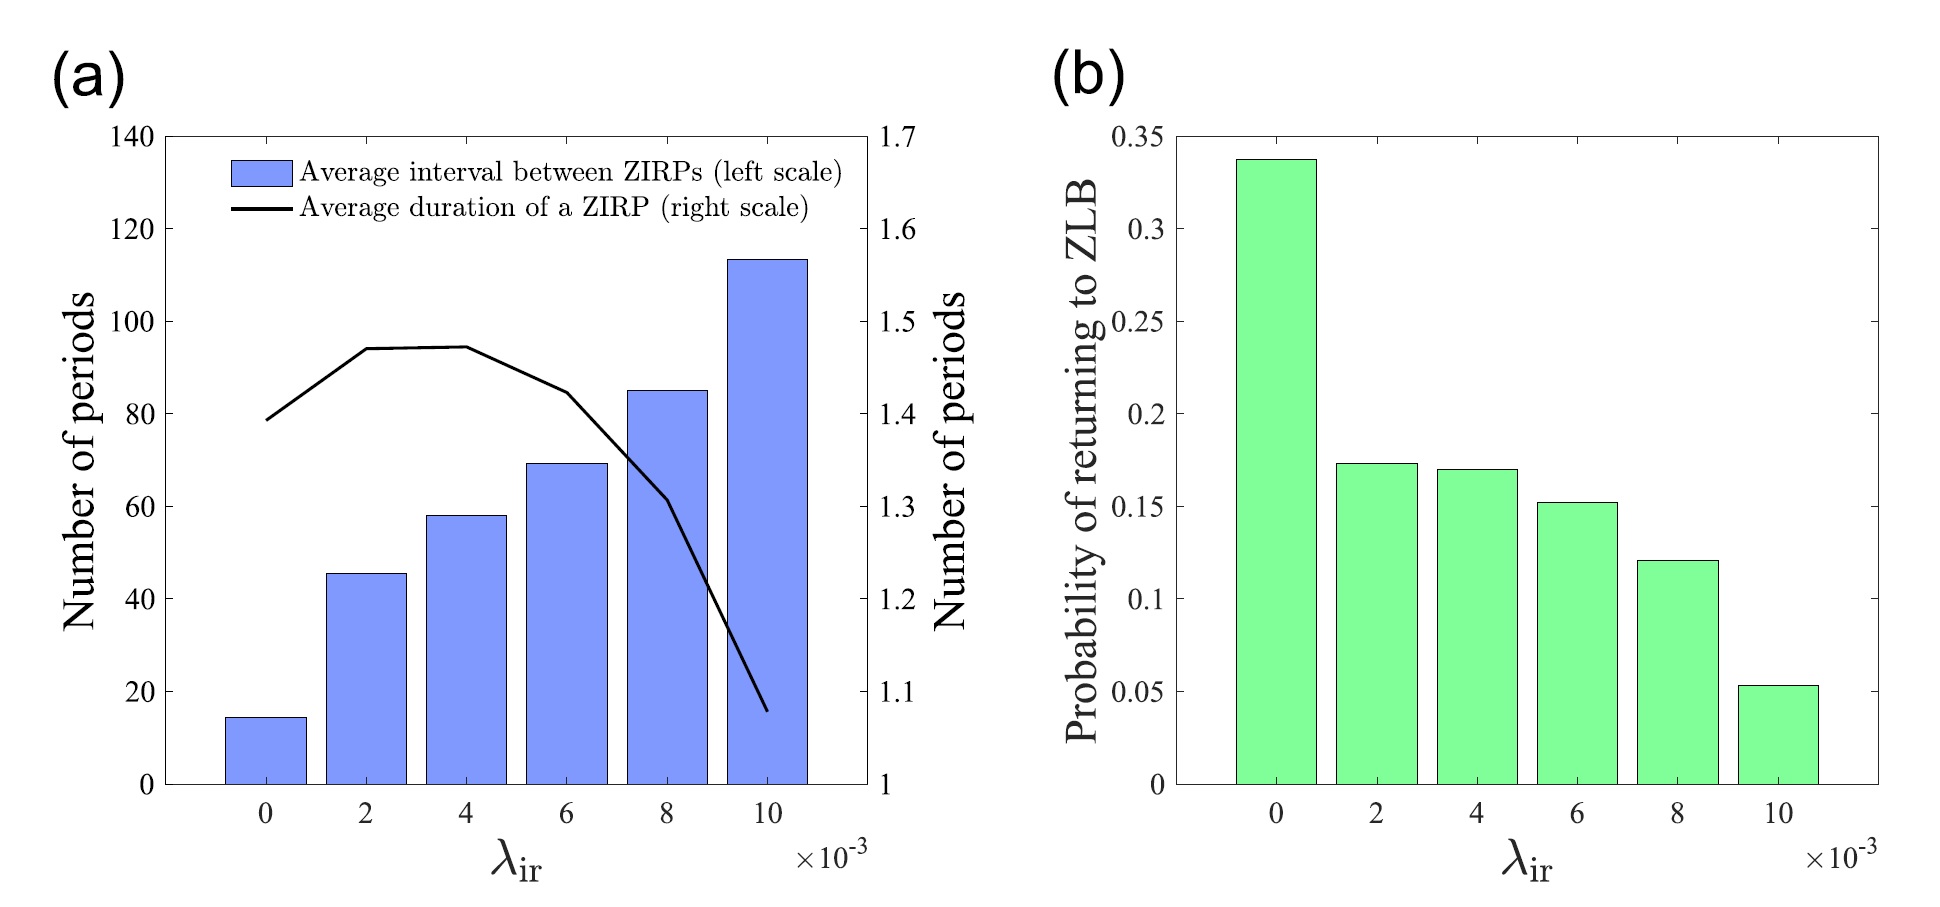 (a)
140
120
100
80
60
40
20
0
Number of periods
Average interval between ZIRPs (left scale)
Average duration of a ZIRP (right scale)
1.7
1.6
1.5
1.4
1.3
1.2
1.1
1
Number of periods
0 2 4 6 8 10
×10-3
λir
(b)
0.35
0.3
0.25
0.2
0.15
0.1
0.05
0
Probability of returning to ZLB
0 2 4 6 8 10
×10-3
λir